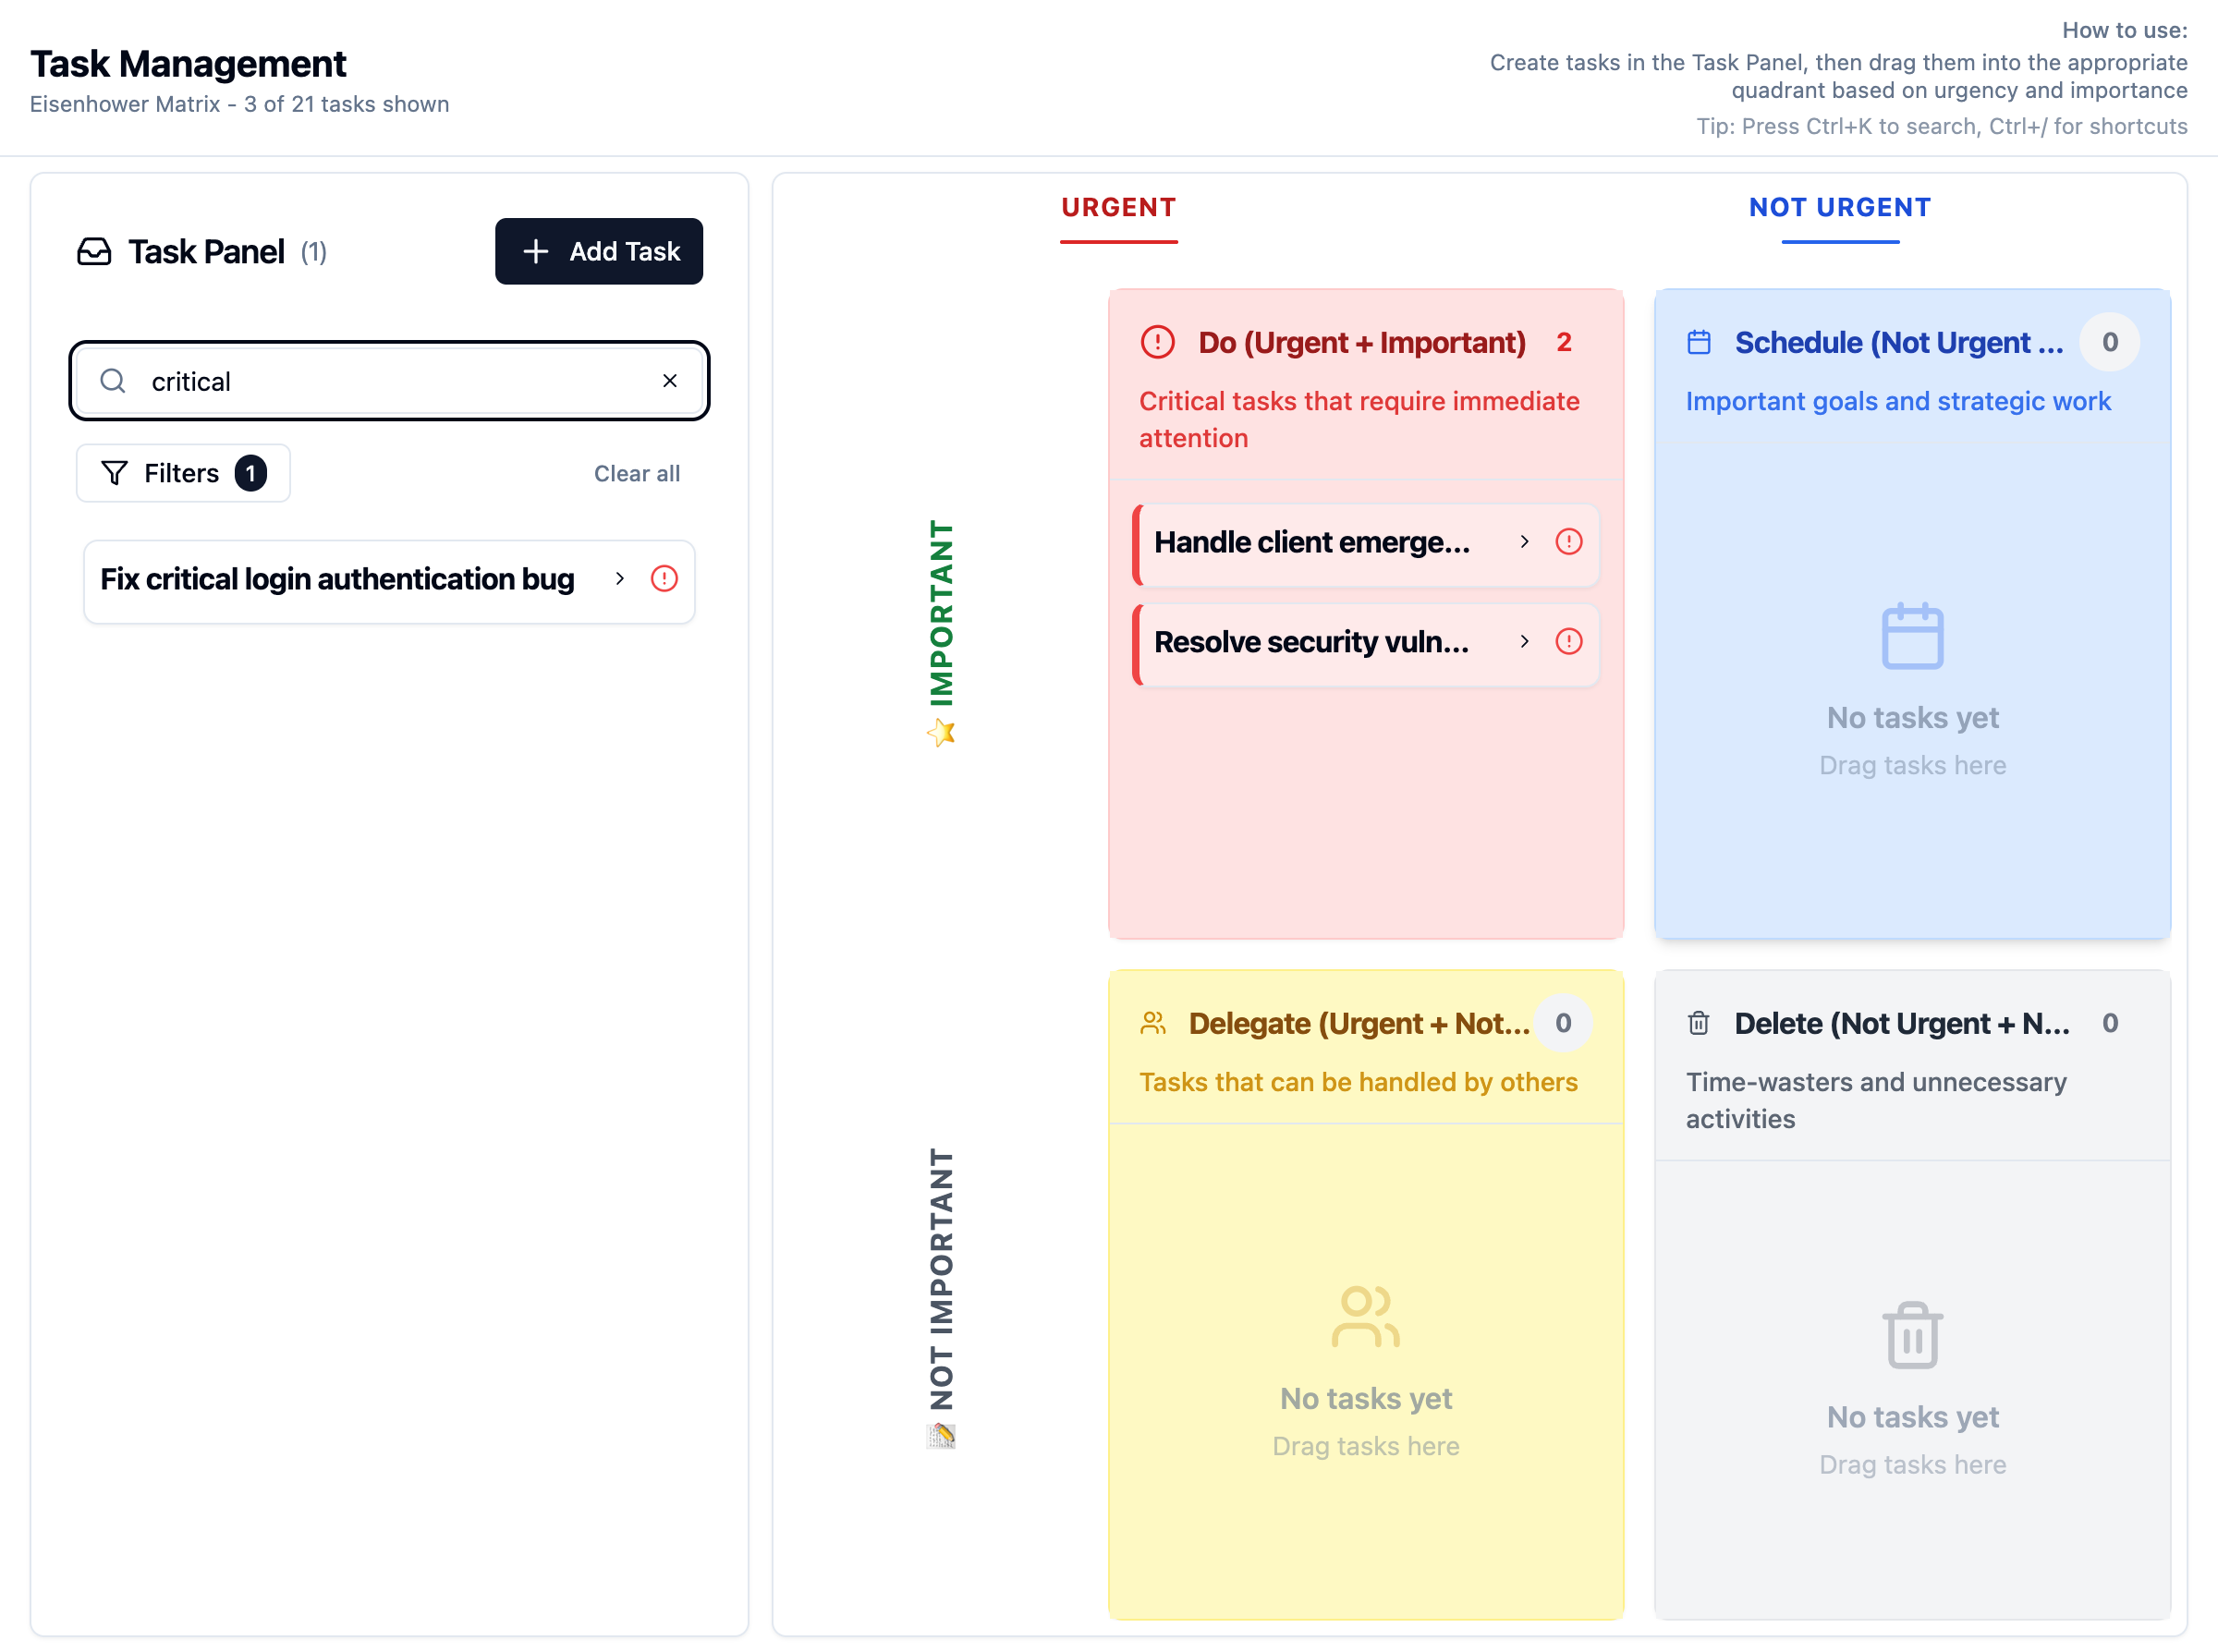 Task Management
Eisenhower Matrix - 3 of 21 tasks shown
How to use:
Create tasks in the Task Panel, then drag them into the appropriate
quadrant based on urgency and importance
Tip: Press Ctrl+K to search, Ctrl+/ for shortcuts
Task Panel (1)
Add Task
critical
Filters 1
Clear all
Fix critical login authentication bug
URGENT
NOT URGENT
IMPORTANT
Do (Urgent + Important) 2
Critical tasks that require immediate
attention
Handle client emerge...
Resolve security vuln...
Schedule (Not Urgent ... 0
Important goals and strategic work
No tasks yet
Drag tasks here
NOT IMPORTANT
Delegate (Urgent + Not... 0
Tasks that can be handled by others
No tasks yet
Drag tasks here
Delete (Not Urgent + N... 0
Time-wasters and unnecessary
activities
No tasks yet
Drag tasks here